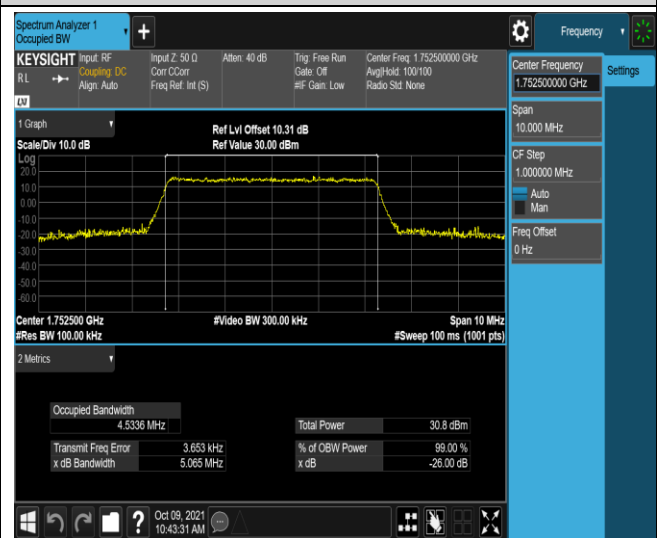 Spectrum Analyzer 1
Occupied BW
Frequency
KEYSIGHT
RL
LXI
Input: RF
Coupling: DC
Align: Auto
Input Z: 50 Ω
Corr CCorr
Freq Ref: Int (S)
Atten: 40 dB
Trig: Free Run
Gate: Off
#IF Gain: Low
Center Freq: 1.752500000 GHz
Avg|Hold: 100/100
Radio Std: None
Center Frequency
1.752500000 GHz
Settings
Span
10.000 MHz
CF Step
1.000000 MHz
Auto
Man
Freq Offset
0 Hz
1 Graph
Ref Lvl Offset 10.31 dB
Scale/Div 10.0 dB
Ref Value 30.00 dBm
Log
20.0
10.0
0.00
-10.0
-20.0
-30.0
-40.0
-50.0
-60.0
Center 1.752500 GHz
#Video BW 300.00 kHz
Span 10 MHz
#Res BW 100.00 kHz
#Sweep 100 ms (1001 pts)
2 Metrics
Occupied Bandwidth
4.5336 MHz
Total Power 30.8 dBm
Transmit Freq Error 3.653 kHz
% of OBW Power 99.00 %
x dB Bandwidth 5.065 MHz
x dB -26.00 dB
Oct 09, 2021
10:43:31 AM